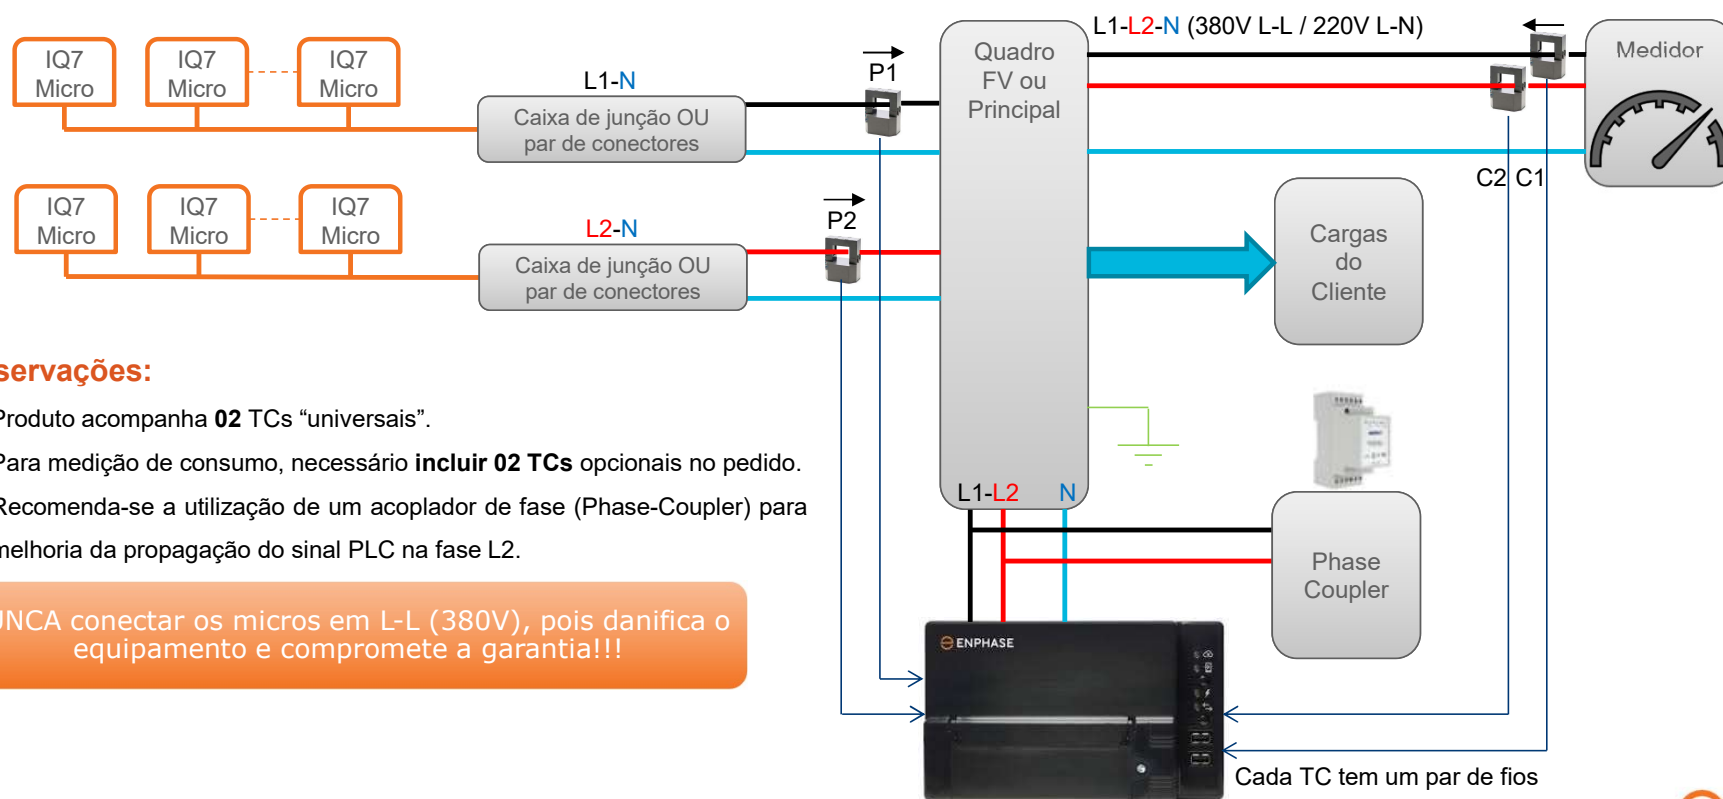 IQ7
Micro
IQ7
Micro
IQ7
Micro
L1-N
Caixa de junção OU
par de conectores
P1
Quadro
FV ou
Principal
L1-L2-N (380V L-L / 220V L-N)
Medidor
C2 C1
IQ7
Micro
IQ7
Micro
IQ7
Micro
L2-N
Caixa de junção OU
par de conectores
P2
Cargas
do
Cliente
servações:
Produto acompanha 02 TCs “universais”.
Para medição de consumo, necessário incluir 02 TCs opcionais no pedido.
Recomenda-se a utilização de um acoplador de fase (Phase-Coupler) para
melhoria da propagação do sinal PLC na fase L2.
UNCA conectar os micros em L-L (380V), pois danifica o
equipamento e compromete a garantia!!!
L1-L2 N
Phase
Coupler
ENPHASE
Cada TC tem um par de fios